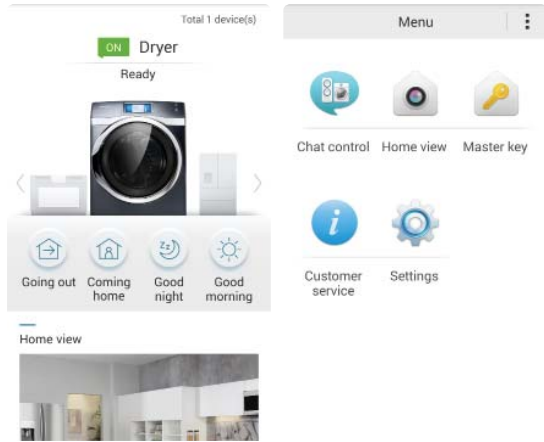 Total 1 device(s)
ON Dryer
Ready
Going out
Coming
home
Good
night
Good
morning
Home view
Menu
Chat control
Home view
Master key
Customer
service
Settings